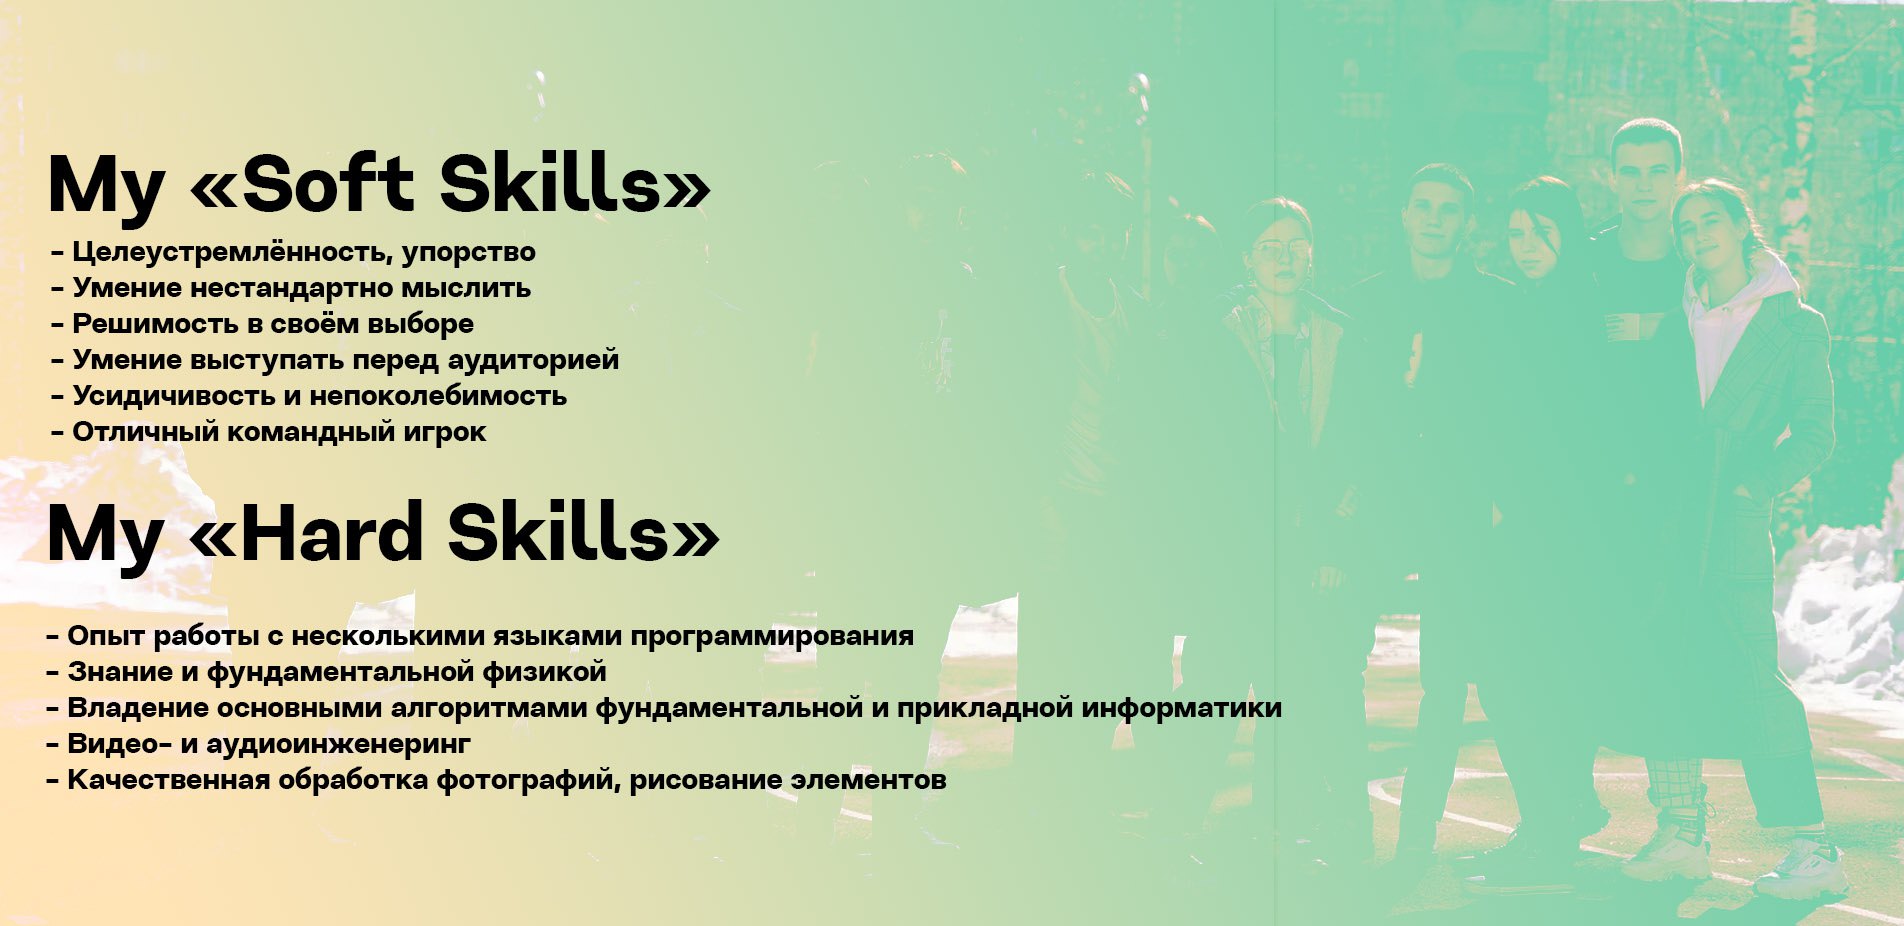 My «Soft Skills»
- Целеустремлённость, упорство
- Умение нестандартно мыслить
- Решимость в своём выборе
- Умение выступать перед аудиторией
- Усидичивость и непоколебимость
- Отличный командный игрок
My «Hard Skills»
- Опыт работы с несколькими языками программирования
- Знание и фундаментальной физикой
- Владение основными алгоритмами фундаментальной и прикладной информатики
- Видео- и аудиоинженеринг
- Качественная обработка фотографий, рисование элементов